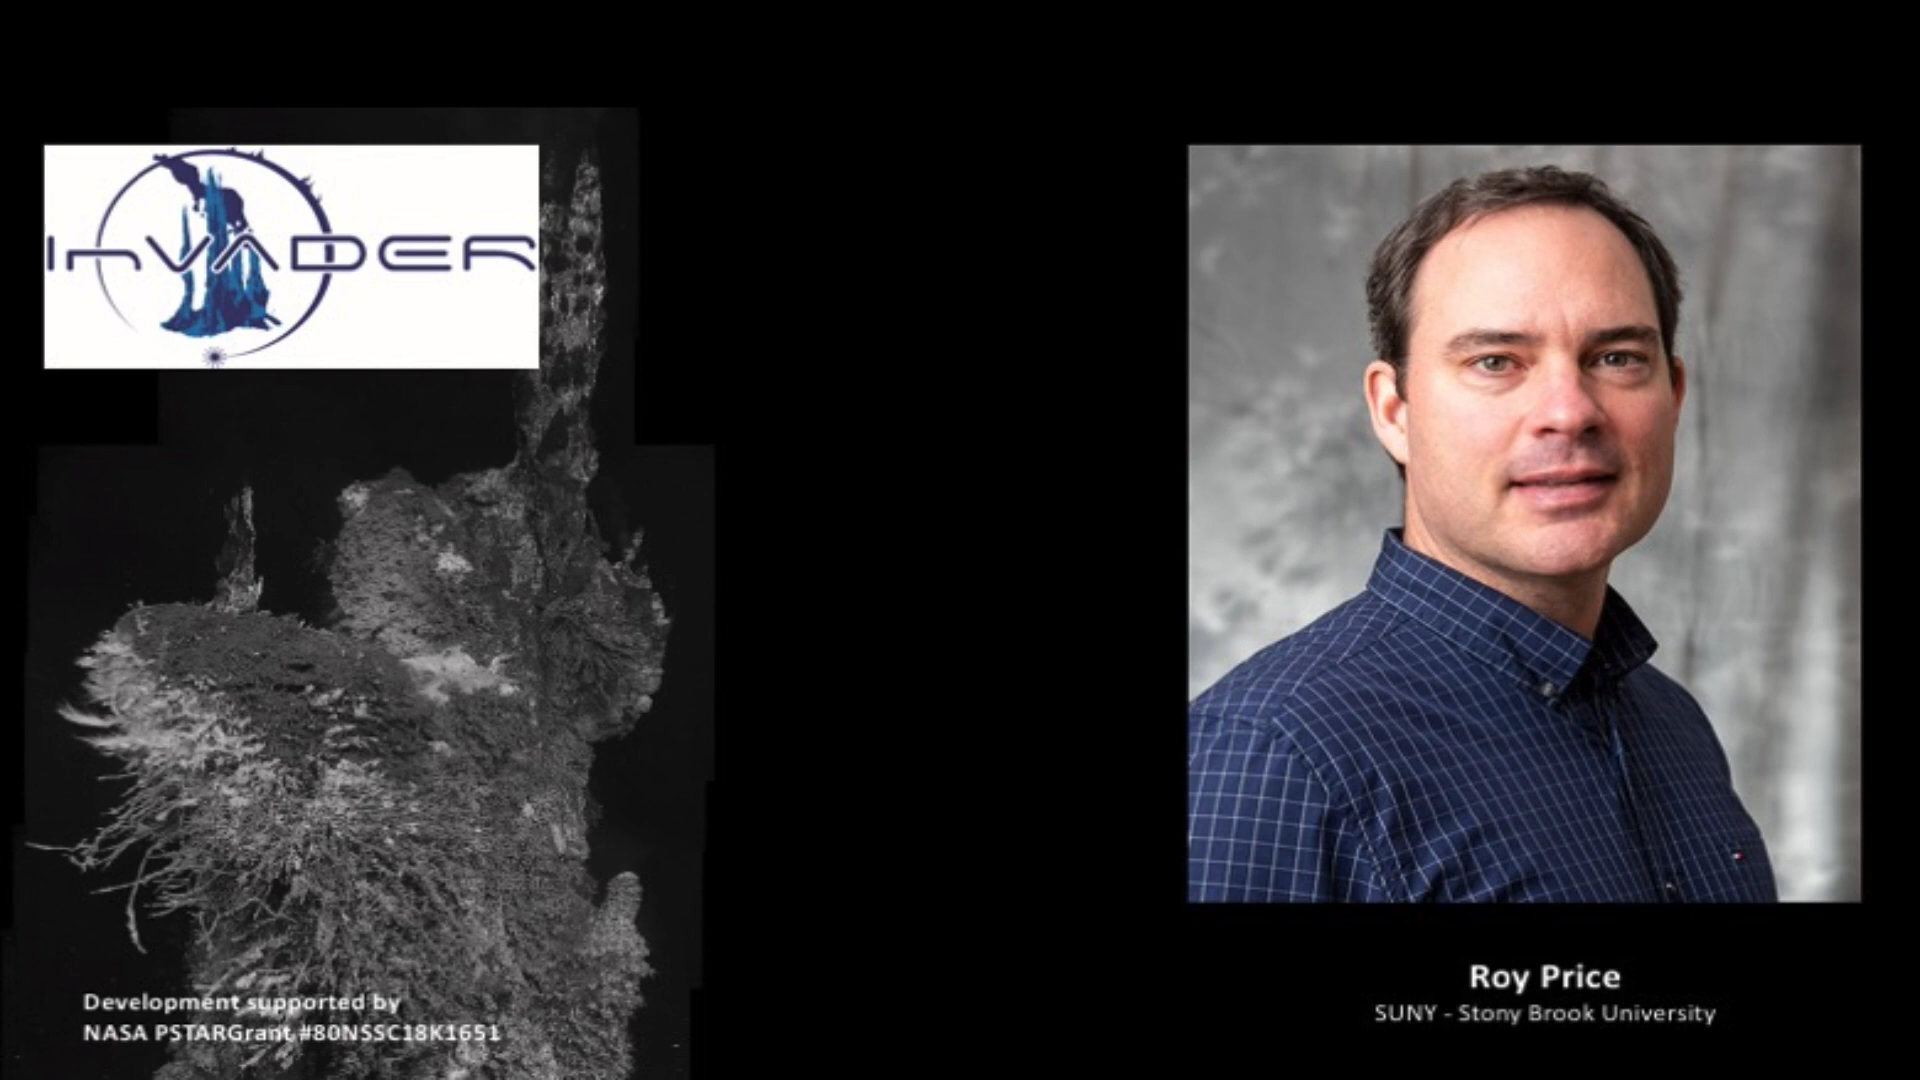 InVADER
Development supported by
NASA PSTARGrant #80NSSC18K1651
Roy Price
SUNY - Stony Brook University